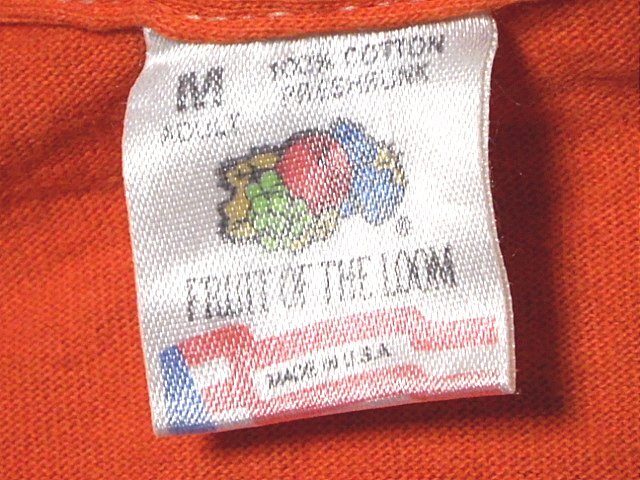 M
ADULT
100% COTTON
PRESHRUNK
®
FRUIT OF THE LOOM
MADE IN U.S.A